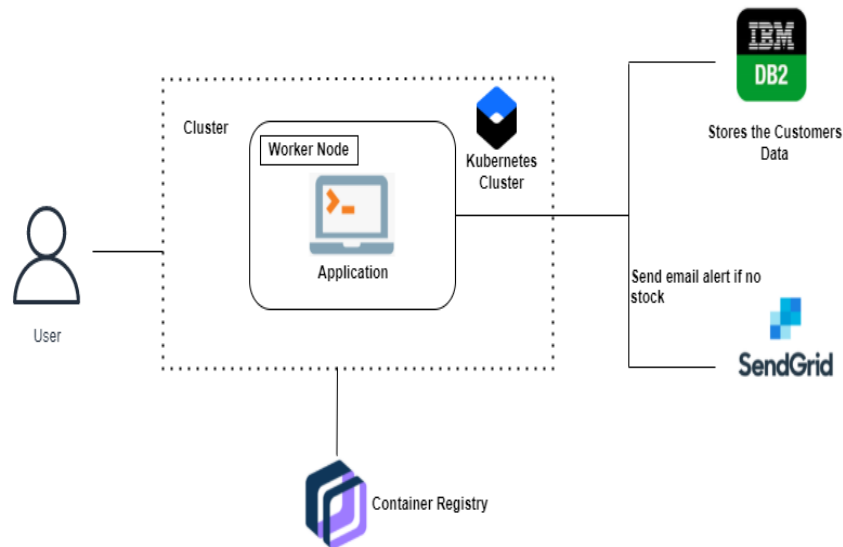 IBM
DB2
Stores the Customers
Data
Cluster
Worker Node
Kubernetes
Cluster
Application
User
Send email alert if no
stock
SendGrid
Container Registry